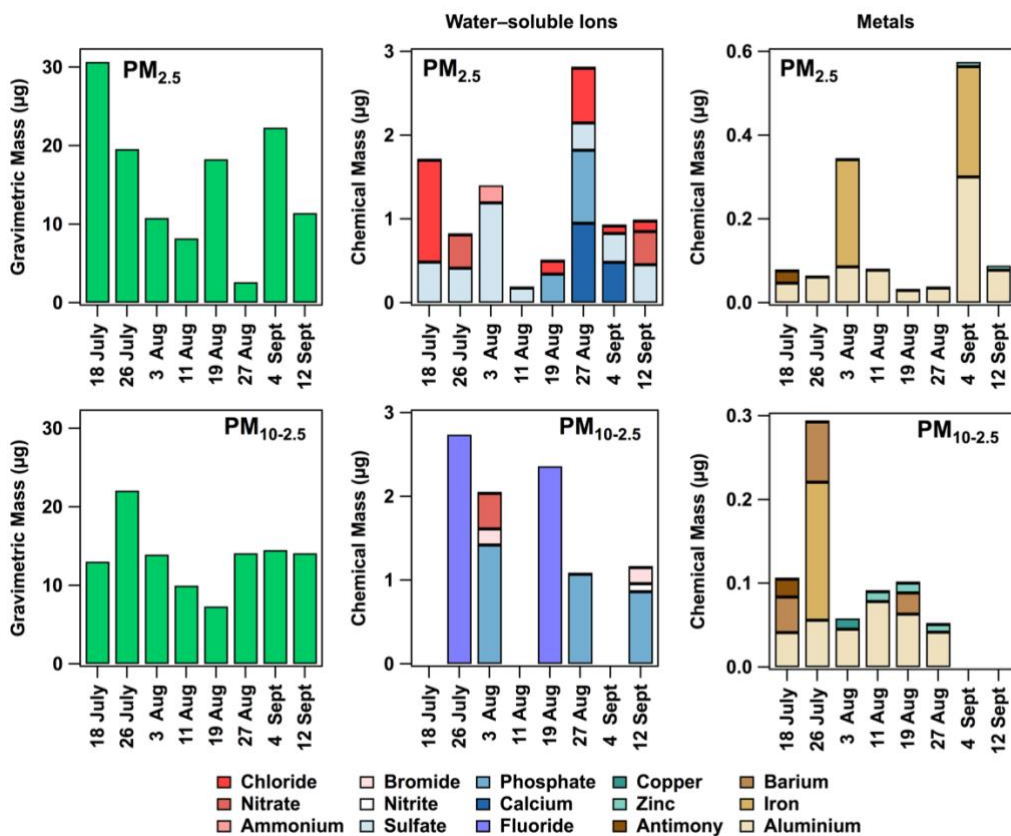 Water–soluble Ions
Metals
PM2.5
Gravimetric Mass (µg)
30
20
10
0
18 July
26 July
3 Aug
11 Aug
19 Aug
27 Aug
4 Sept
12 Sept
Chemical Mass (µg)
3
2
1
0
18 July
26 July
3 Aug
11 Aug
19 Aug
27 Aug
4 Sept
12 Sept
PM2.5
Chemical Mass (µg)
0.6
0.4
0.2
0.0
18 July
26 July
3 Aug
11 Aug
19 Aug
27 Aug
4 Sept
12 Sept
PM2.5
PM10-2.5
Gravimetric Mass (µg)
30
20
10
0
18 July
26 July
3 Aug
11 Aug
19 Aug
27 Aug
4 Sept
12 Sept
PM10-2.5
Chemical Mass (µg)
3
2
1
0
18 July
26 July
3 Aug
11 Aug
19 Aug
27 Aug
4 Sept
12 Sept
PM10-2.5
Chemical Mass (µg)
0.3
0.2
0.1
0.0
18 July
26 July
3 Aug
11 Aug
19 Aug
27 Aug
4 Sept
12 Sept
Chloride Bromide Phosphate Copper Barium
Nitrate Nitrite Calcium Zinc Iron
Ammonium Sulfate Fluoride Antimony Aluminium